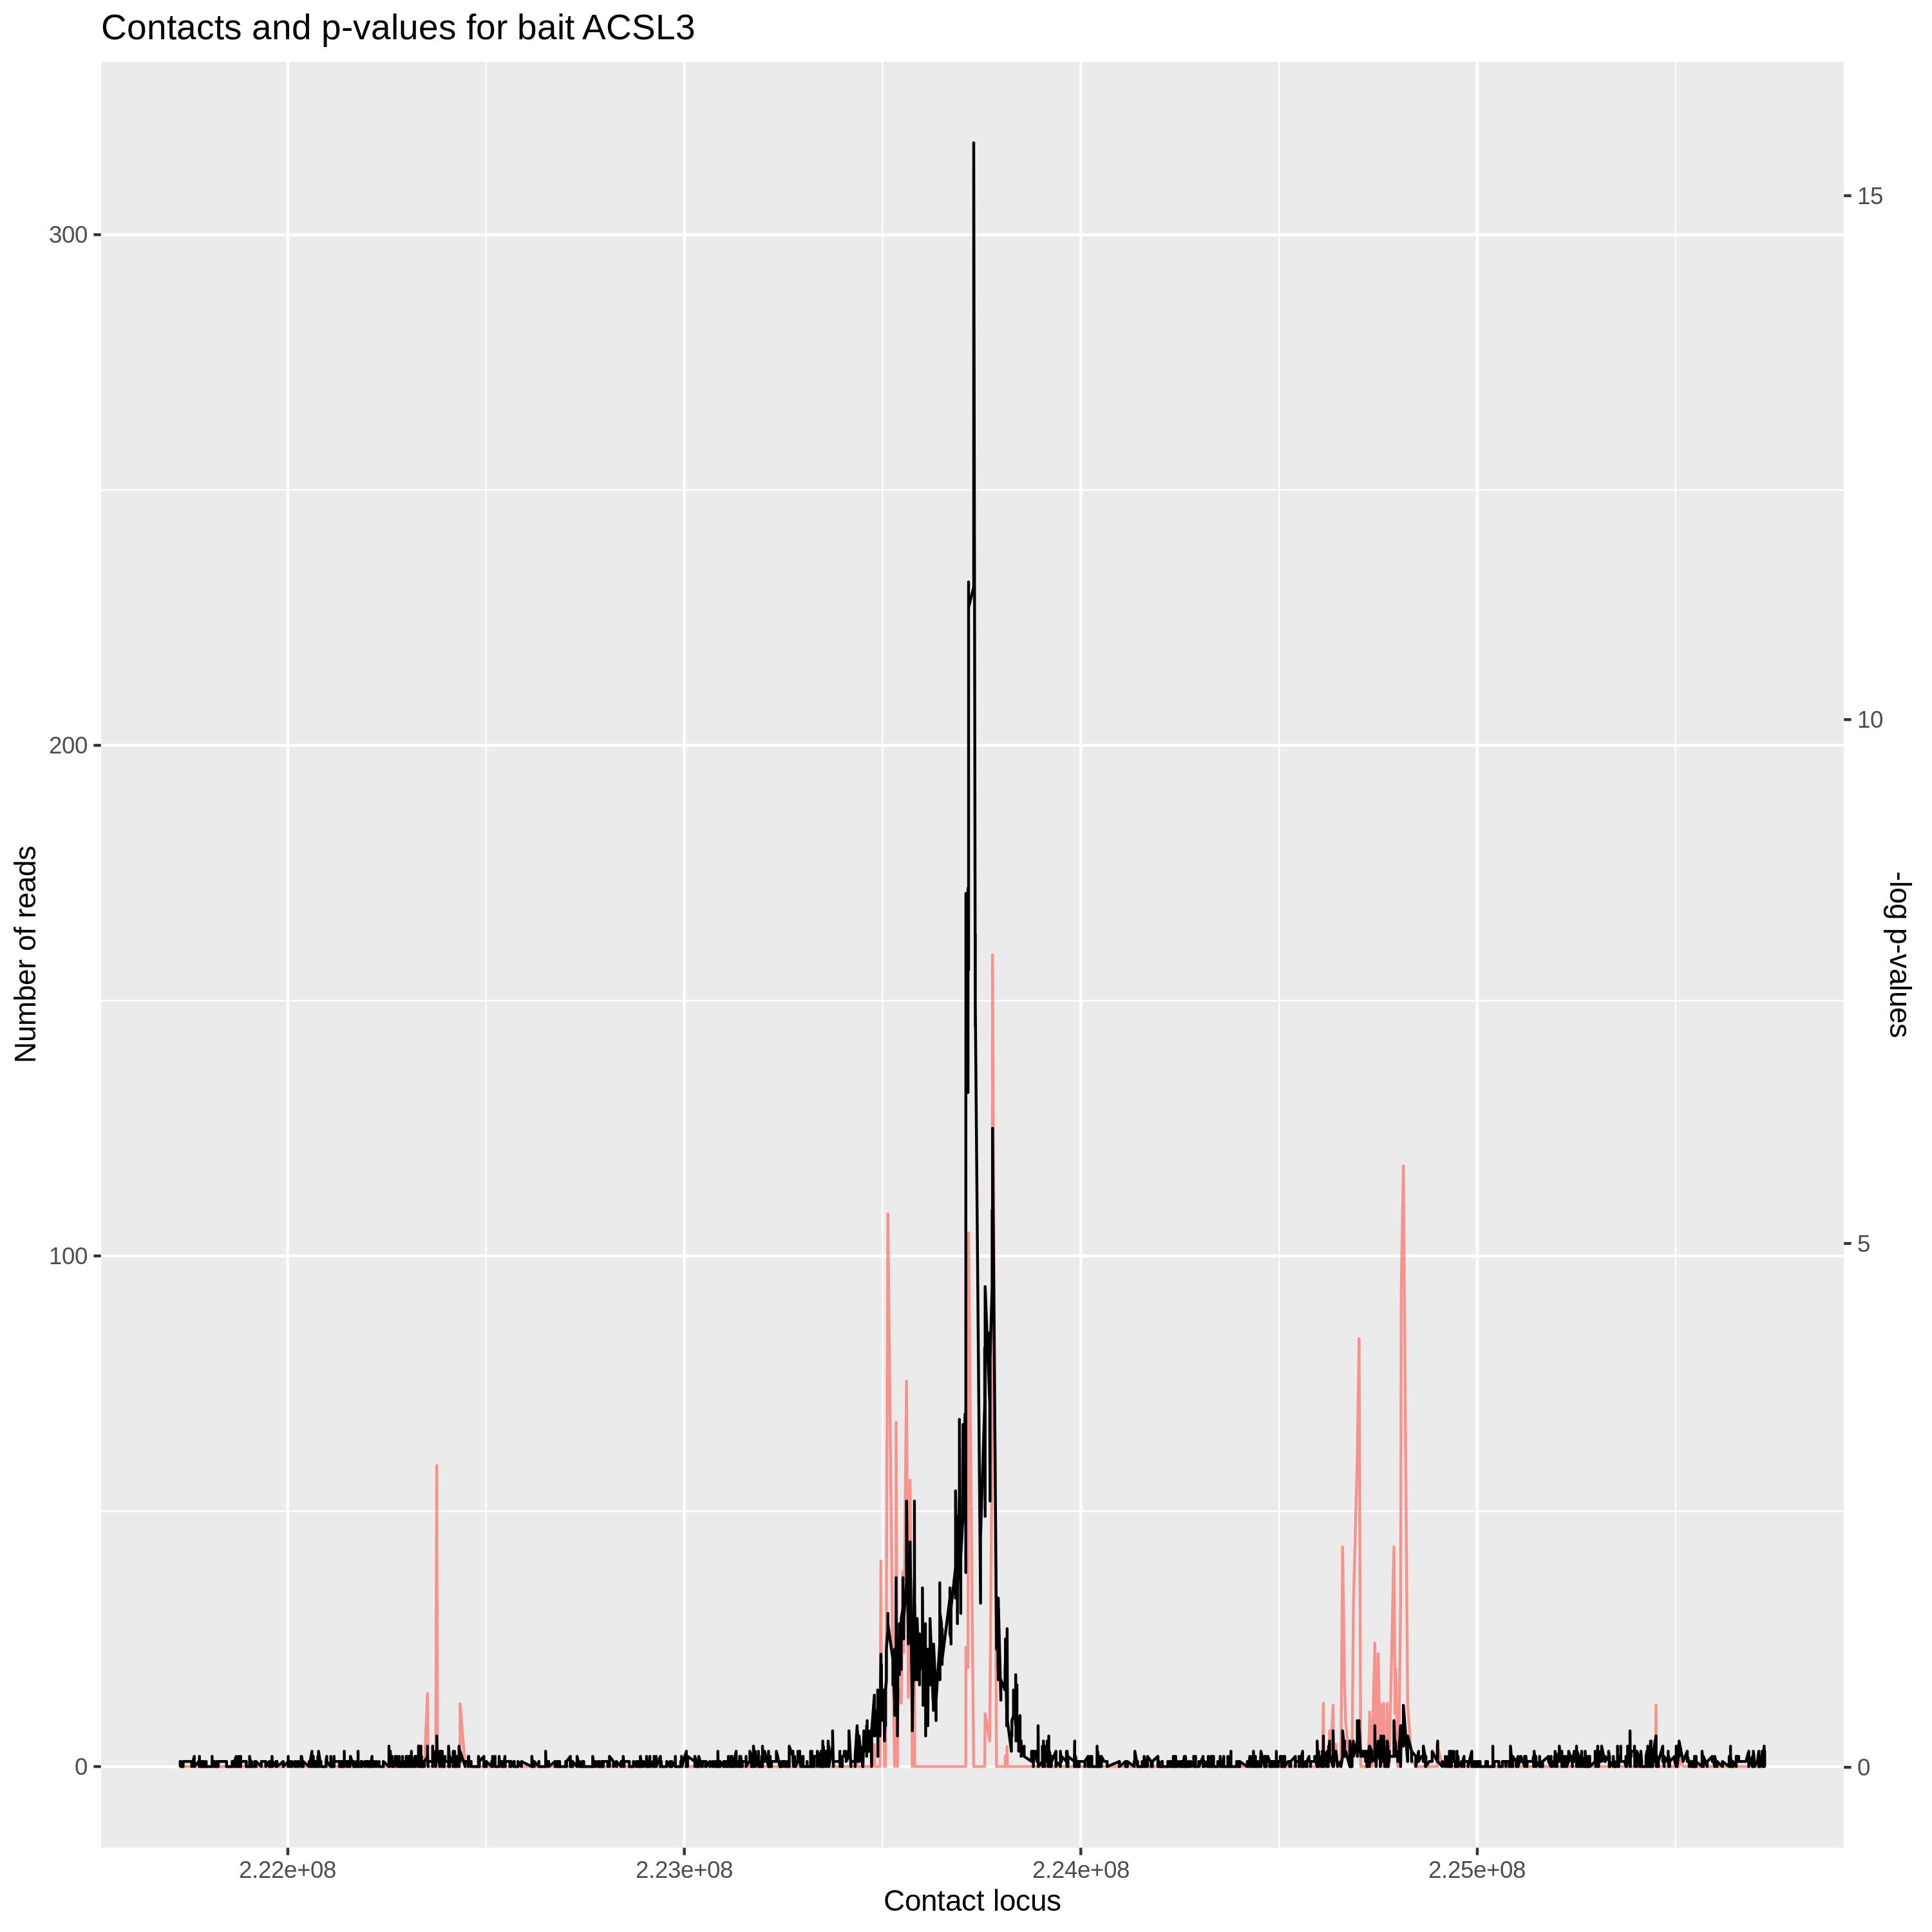 Contacts and p-values for bait ACSL3
300
200
100
0
15
10
5
0
Number of reads
-log p-values
2.22e+08 2.23e+08 2.24e+08 2.25e+08
Contact locus